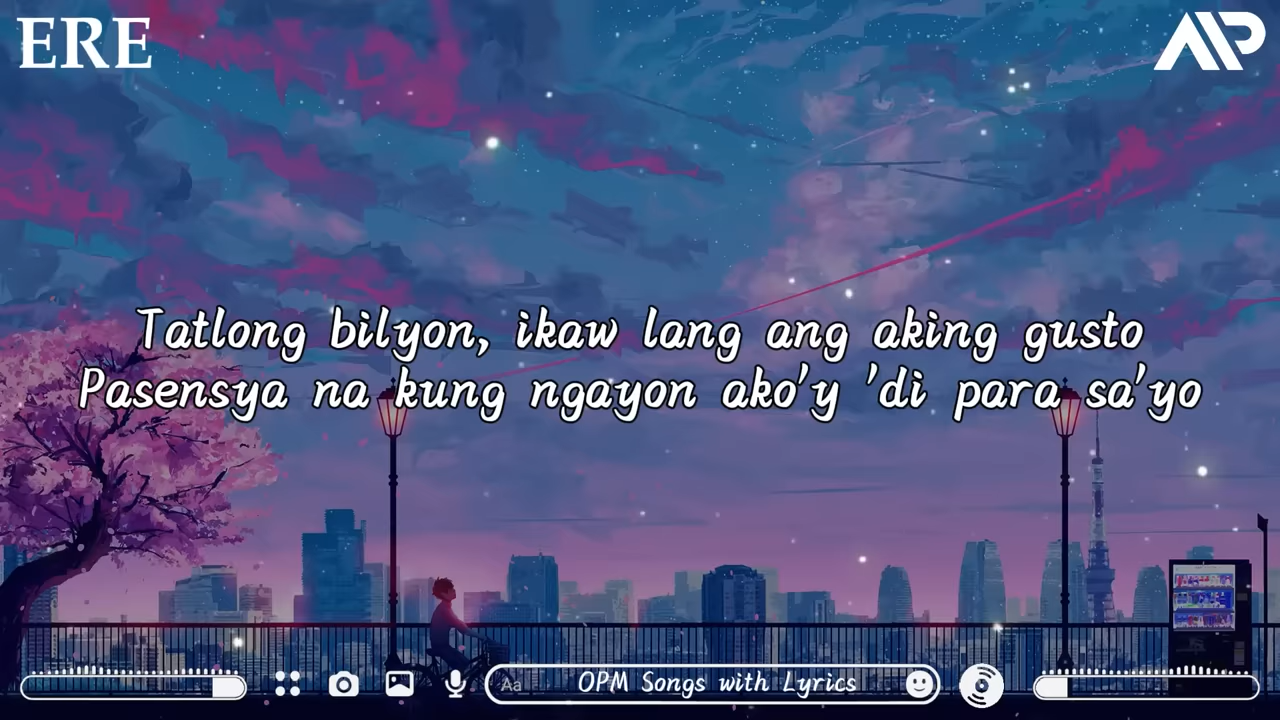 ERE
AP
Tatlong bilyon, ikaw lang ang aking gusto
Pasensya na kung ngayon ako'y 'di para sa'yo
Aa
OPM Songs with Lyrics